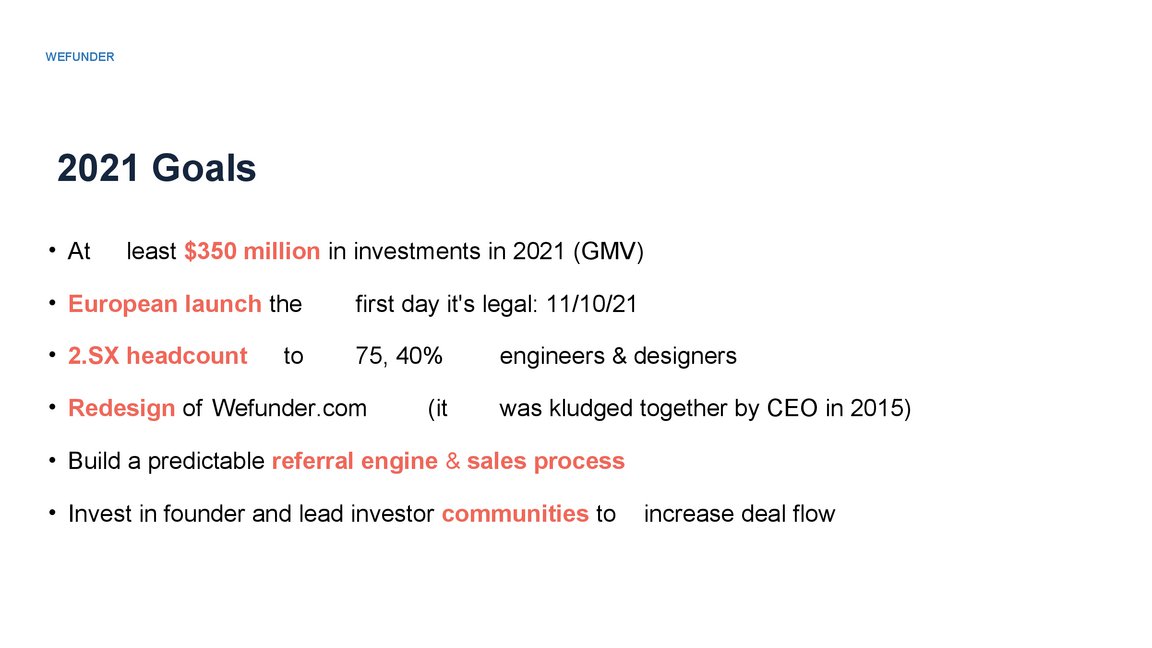 WEFUNDER
2021 Goals
• At least $350 million in investments in 2021 (GMV)
• European launch the first day it's legal: 11/10/21
• 2.SX headcount to 75, 40% engineers & designers
• Redesign of Wefunder.com (it was kludged together by CEO in 2015)
• Build a predictable referral engine & sales process
• Invest in founder and lead investor communities to increase deal flow